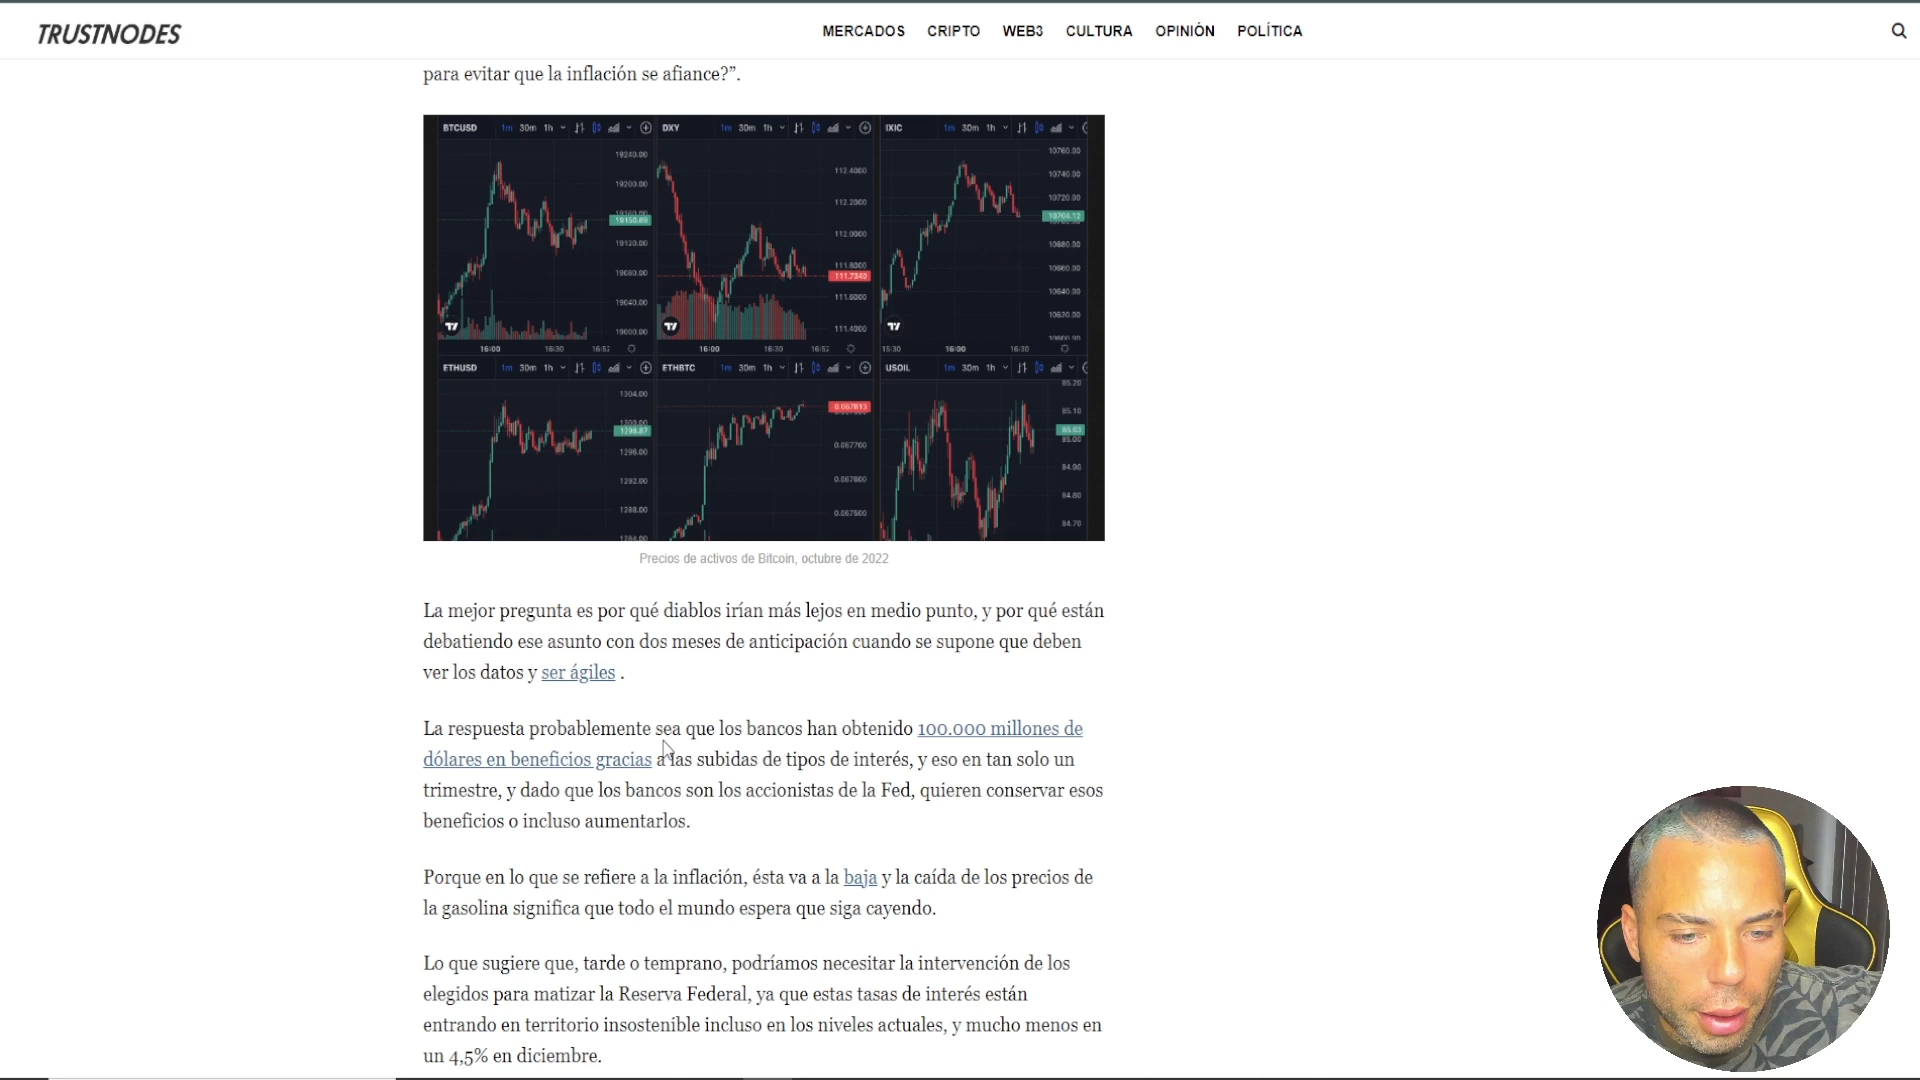 TRUSTNODES
MERCADOS CRIPTO WEB3 CULTURA OPINIÓN POLÍTICA
para evitar que la inflación se afiance?”.
BTCUSD 1m 30m 1h
DXY 1m 30m 1h
IXIC 1m 30m 1h
19240.00
19200.00
19120.00
19080.00
19040.00
19000.00
16:00 16:30 16:52
112.4000
112.2000
112.0000
111.8000
111.7340
111.6000
111.4000
16:00 16:30 16:52
10760.00
10740.00
10720.00
10704.12
10680.00
10660.00
10640.00
10620.00
15:30 16:00 16:30
ETHUSD 1m 30m 1h
ETHBTC 1m 30m 1h
USOIL 1m 30m 1h
1304.00
1296.00
1292.00
1288.00
0.067813
0.067700
0.067600
0.067500
85.20
85.10
85.03
85.00
84.90
84.80
84.70
Precios de activos de Bitcoin, octubre de 2022
La mejor pregunta es por qué diablos irían más lejos en medio punto, y por qué están
debatiendo ese asunto con dos meses de anticipación cuando se supone que deben
ver los datos y ser ágiles .
La respuesta probablemente sea que los bancos han obtenido 100.000 millones de
dólares en beneficios gracias a las subidas de tipos de interés, y eso en tan solo un
trimestre, y dado que los bancos son los accionistas de la Fed, quieren conservar esos
beneficios o incluso aumentarlos.
Porque en lo que se refiere a la inflación, ésta va a la baja y la caída de los precios de
la gasolina significa que todo el mundo espera que siga cayendo.
Lo que sugiere que, tarde o temprano, podríamos necesitar la intervención de los
elegidos para matizar la Reserva Federal, ya que estas tasas de interés están
entrando en territorio insostenible incluso en los niveles actuales, y mucho menos en
un 4,5% en diciembre.